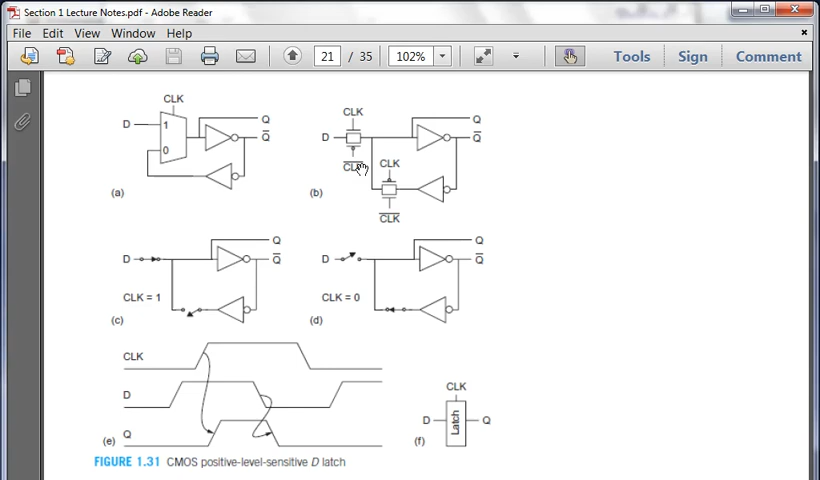 Section 1 Lecture Notes.pdf - Adobe Reader
File Edit View Window Help
21 / 35 102% Tools Sign Comment
CLK
D 1 0 Q
Q̅
(a)
CLK
D Q
Q̅
C̅L̅K̅ CLK
C̅L̅K̅
(b)
D Q
Q̅
CLK = 1
(c)
D Q
Q̅
CLK = 0
(d)
CLK
D
(e) Q
CLK
D Latch Q
(f)
FIGURE 1.31 CMOS positive-level-sensitive D latch